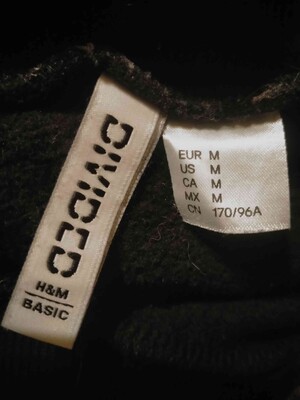 DIVIDED
H&M
BASIC
EUR M
US M
CA M
MX M
CN 170/96A